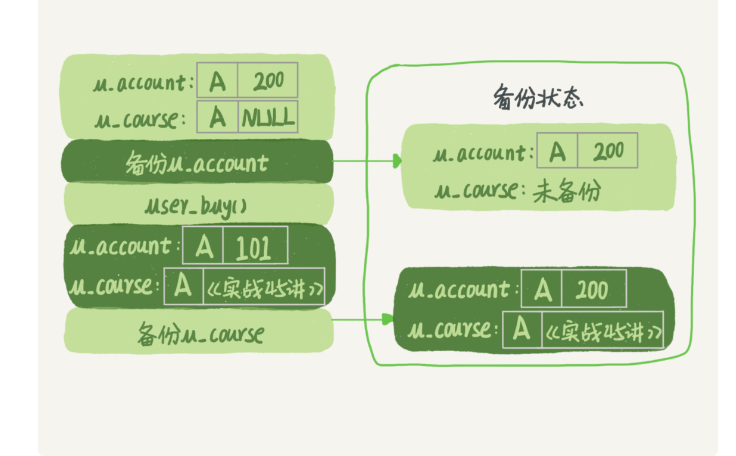 u_account: A 200
u_course: A NULL
备份u_account
user_buy()
u_account: A 101
u_course: A 《实战45讲》
备份u_course
备份状态
u_account: A 200
u_course: 未备份
u_account: A 200
u_course: A 《实战45讲》